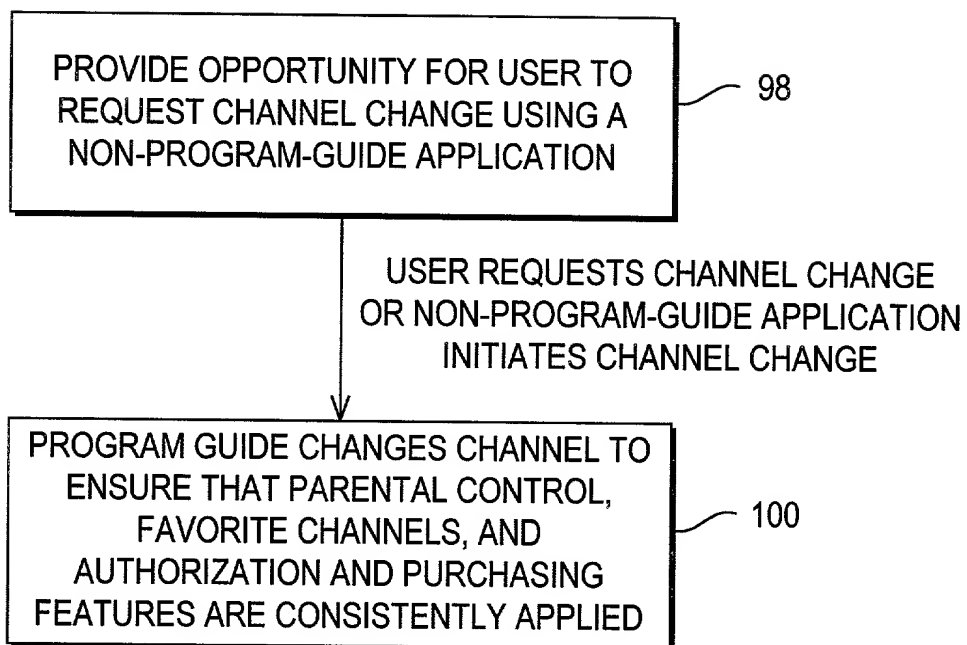 PROVIDE OPPORTUNITY FOR USER TO
REQUEST CHANNEL CHANGE USING A
NON-PROGRAM-GUIDE APPLICATION
98
USER REQUESTS CHANNEL CHANGE
OR NON-PROGRAM-GUIDE APPLICATION
INITIATES CHANNEL CHANGE
PROGRAM GUIDE CHANGES CHANNEL TO
ENSURE THAT PARENTAL CONTROL,
FAVORITE CHANNELS, AND
AUTHORIZATION AND PURCHASING
FEATURES ARE CONSISTENTLY APPLIED
100